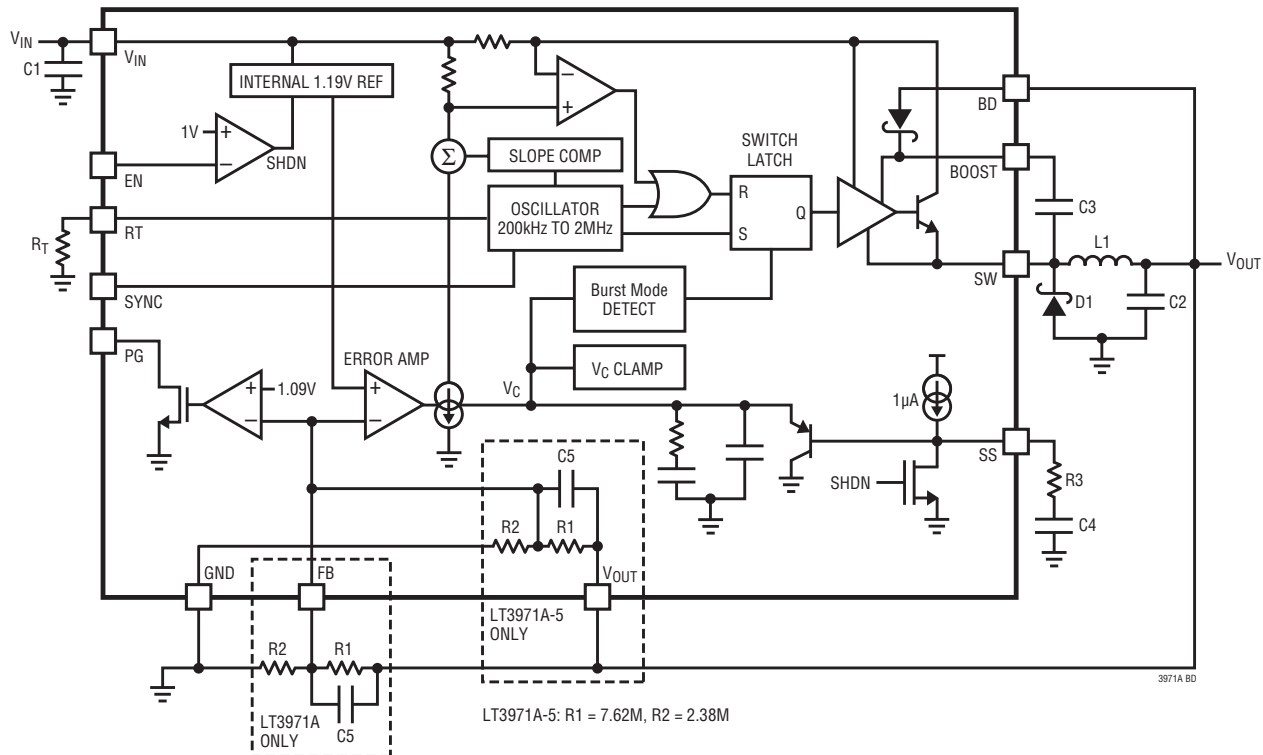 VIN
C1
VIN
INTERNAL 1.19V REF
1V
+
−
SHDN
EN
RT
RT
SYNC
PG
Σ
SLOPE COMP
OSCILLATOR
200kHz TO 2MHz
−
+
SWITCH
LATCH
R
S
Q
BD
BOOST
C3
SW
L1
VOUT
D1
C2
Burst Mode
DETECT
VC CLAMP
VC
ERROR AMP
+
−
+
−
1.09V
1µA
SS
SHDN
R3
C4
C5
R2
R1
GND
FB
VOUT
LT3971A-5
ONLY
R2
R1
C5
LT3971A
ONLY
LT3971A-5: R1 = 7.62M, R2 = 2.38M
3971A BD